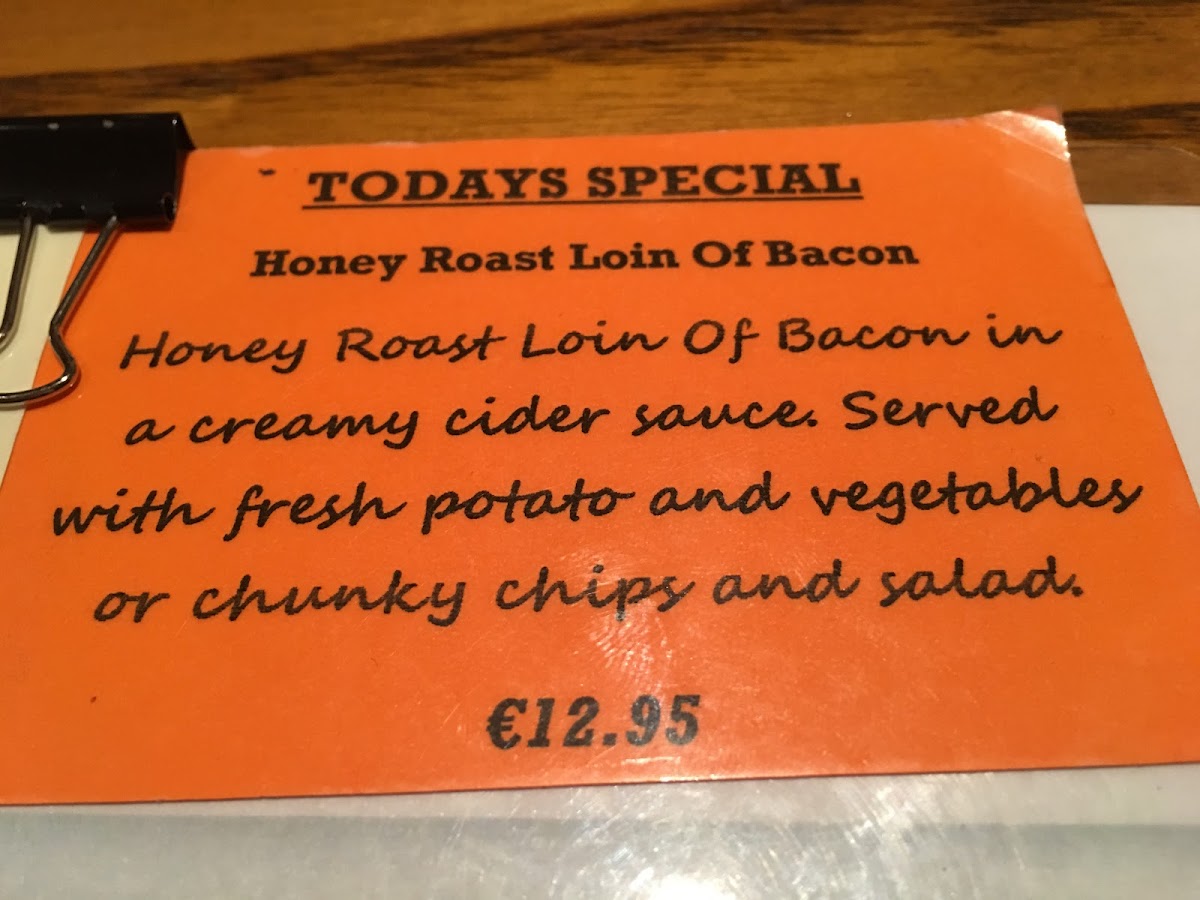 TODAYS SPECIAL
Honey Roast Loin Of Bacon
Honey Roast Loin Of Bacon in
a creamy cider sauce. Served
with fresh potato and vegetables
or chunky chips and salad.
€12.95